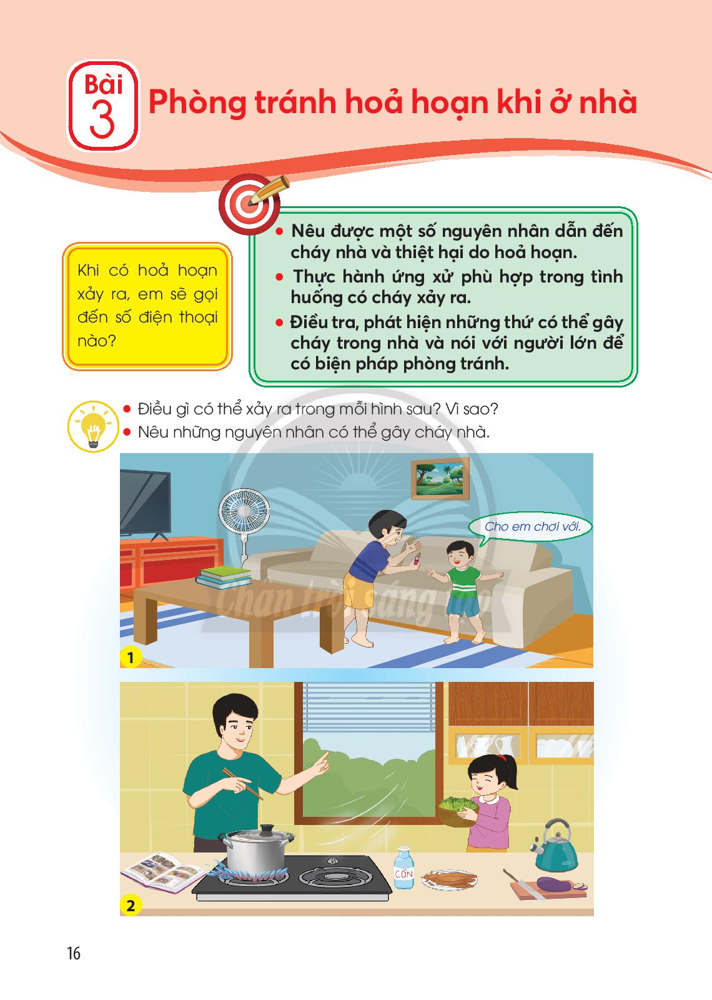 Bài
3
Phòng tránh hoả hoạn khi ở nhà
Khi có hoả hoạn
xảy ra, em sẽ gọi
đến số điện thoại
nào?
• Nêu được một số nguyên nhân dẫn đến
cháy nhà và thiệt hại do hoả hoạn.
• Thực hành ứng xử phù hợp trong tình
huống có cháy xảy ra.
• Điều tra, phát hiện những thứ có thể gây
cháy trong nhà và nói với người lớn để
có biện pháp phòng tránh.
• Điều gì có thể xảy ra trong mỗi hình sau? Vì sao?
• Nêu những nguyên nhân có thể gây cháy nhà.
Cho em chơi với.
Chân trời sáng tạo
1
CỒN
2
16